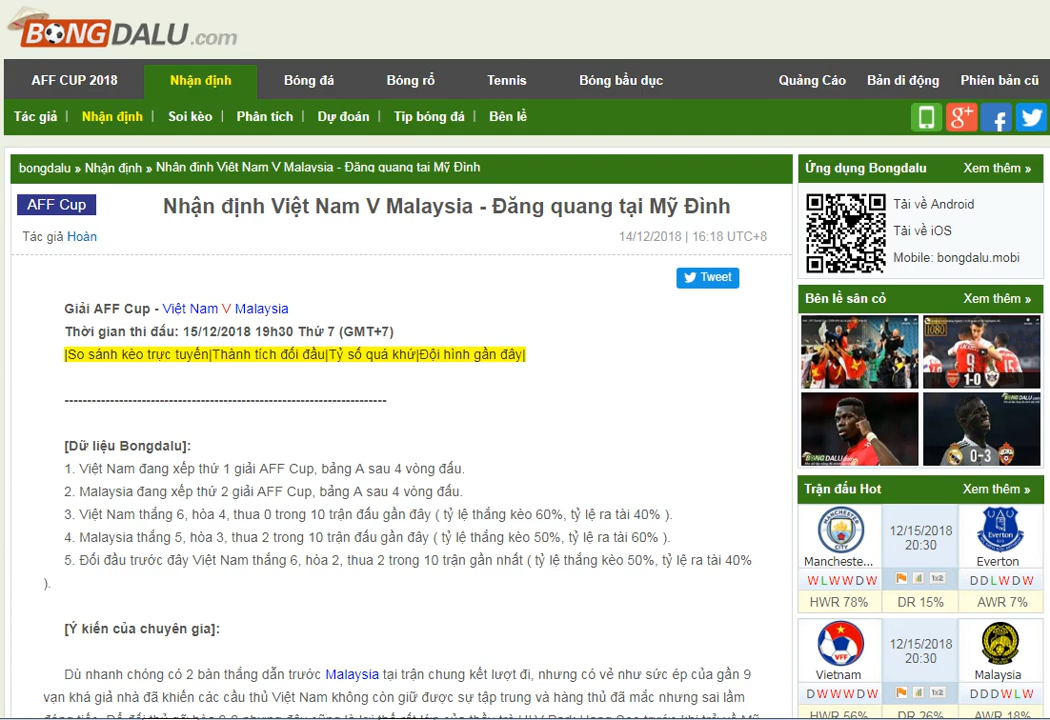 BONGDALU.com
AFF CUP 2018 Nhận định Bóng đá Bóng rổ Tennis Bóng bầu dục Quảng Cáo Bản di động Phiên bản cũ
Tác giả | Nhận định | Soi kèo | Phân tích | Dự đoán | Tip bóng đá | Bên lề
bongdalu » Nhận định » Nhận định Việt Nam V Malaysia - Đăng quang tại Mỹ Đình
AFF Cup
Nhận định Việt Nam V Malaysia - Đăng quang tại Mỹ Đình
Tác giả Hoàn
14/12/2018 | 16:18 UTC+8
Tweet
Giải AFF Cup - Việt Nam V Malaysia
Thời gian thi đấu: 15/12/2018 19h30 Thứ 7 (GMT+7)
|So sánh kèo trực tuyến|Thành tích đối đầu|Tỷ số quá khứ|Đội hình gần đây|
----------------------------------------------------------------------
[Dữ liệu Bongdalu]:
1. Việt Nam đang xếp thứ 1 giải AFF Cup, bảng A sau 4 vòng đấu.
2. Malaysia đang xếp thứ 2 giải AFF Cup, bảng A sau 4 vòng đấu.
3. Việt Nam thắng 6, hòa 4, thua 0 trong 10 trận đấu gần đây ( tỷ lệ thắng kèo 60%, tỷ lệ ra tài 40% ).
4. Malaysia thắng 5, hòa 3, thua 2 trong 10 trận đấu gần đây ( tỷ lệ thắng kèo 50%, tỷ lệ ra tài 60% ).
5. Đối đầu trước đây Việt Nam thắng 6, hòa 2, thua 2 trong 10 trận gần nhất ( tỷ lệ thắng kèo 50%, tỷ lệ ra tài 40%
).
[Ý kiến của chuyên gia]:
Dù nhanh chóng có 2 bàn thắng dẫn trước Malaysia tại trận chung kết lượt đi, nhưng có vẻ như sức ép của gần 9
vạn khá giả nhà đã khiến các cầu thủ Việt Nam không còn giữ được sự tập trung và hàng thủ đã mắc nhưng sai lầm
Ứng dụng Bongdalu Xem thêm »
Tải về Android
Tải về iOS
Mobile: bongdalu.mobi
Bên lề sân cỏ Xem thêm »
1080
1-0
BONGDALU.com
BONGDALU.com
0-3
Trận đấu Hot Xem thêm »
MANCHESTER
CITY
Mancheste...
12/15/2018
20:30
Everton
Everton
W L W W D W
1x2
D D L W D W
HWR 78% DR 15% AWR 7%
VFF
Vietnam
12/15/2018
20:30
Malaysia
D W W W D W
1x2
D D D W L W
HWR 56% DR 26% AWR 18%